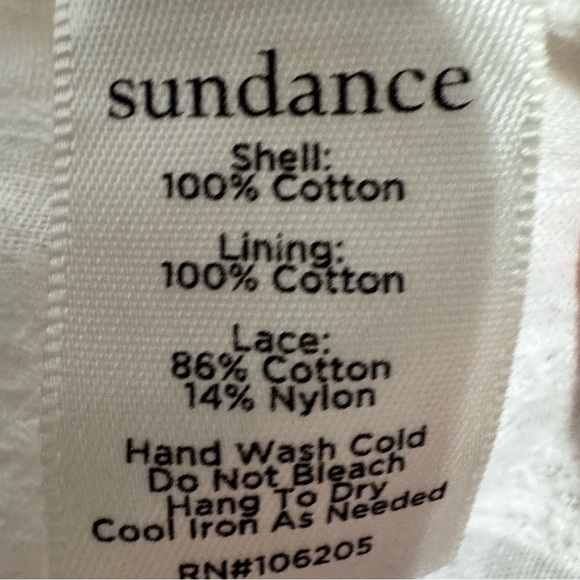 sundance
Shell:
100% Cotton
Lining:
100% Cotton
Lace:
86% Cotton
14% Nylon
Hand Wash Cold
Do Not Bleach
Hang To Dry
Cool Iron As Needed
RN#106205